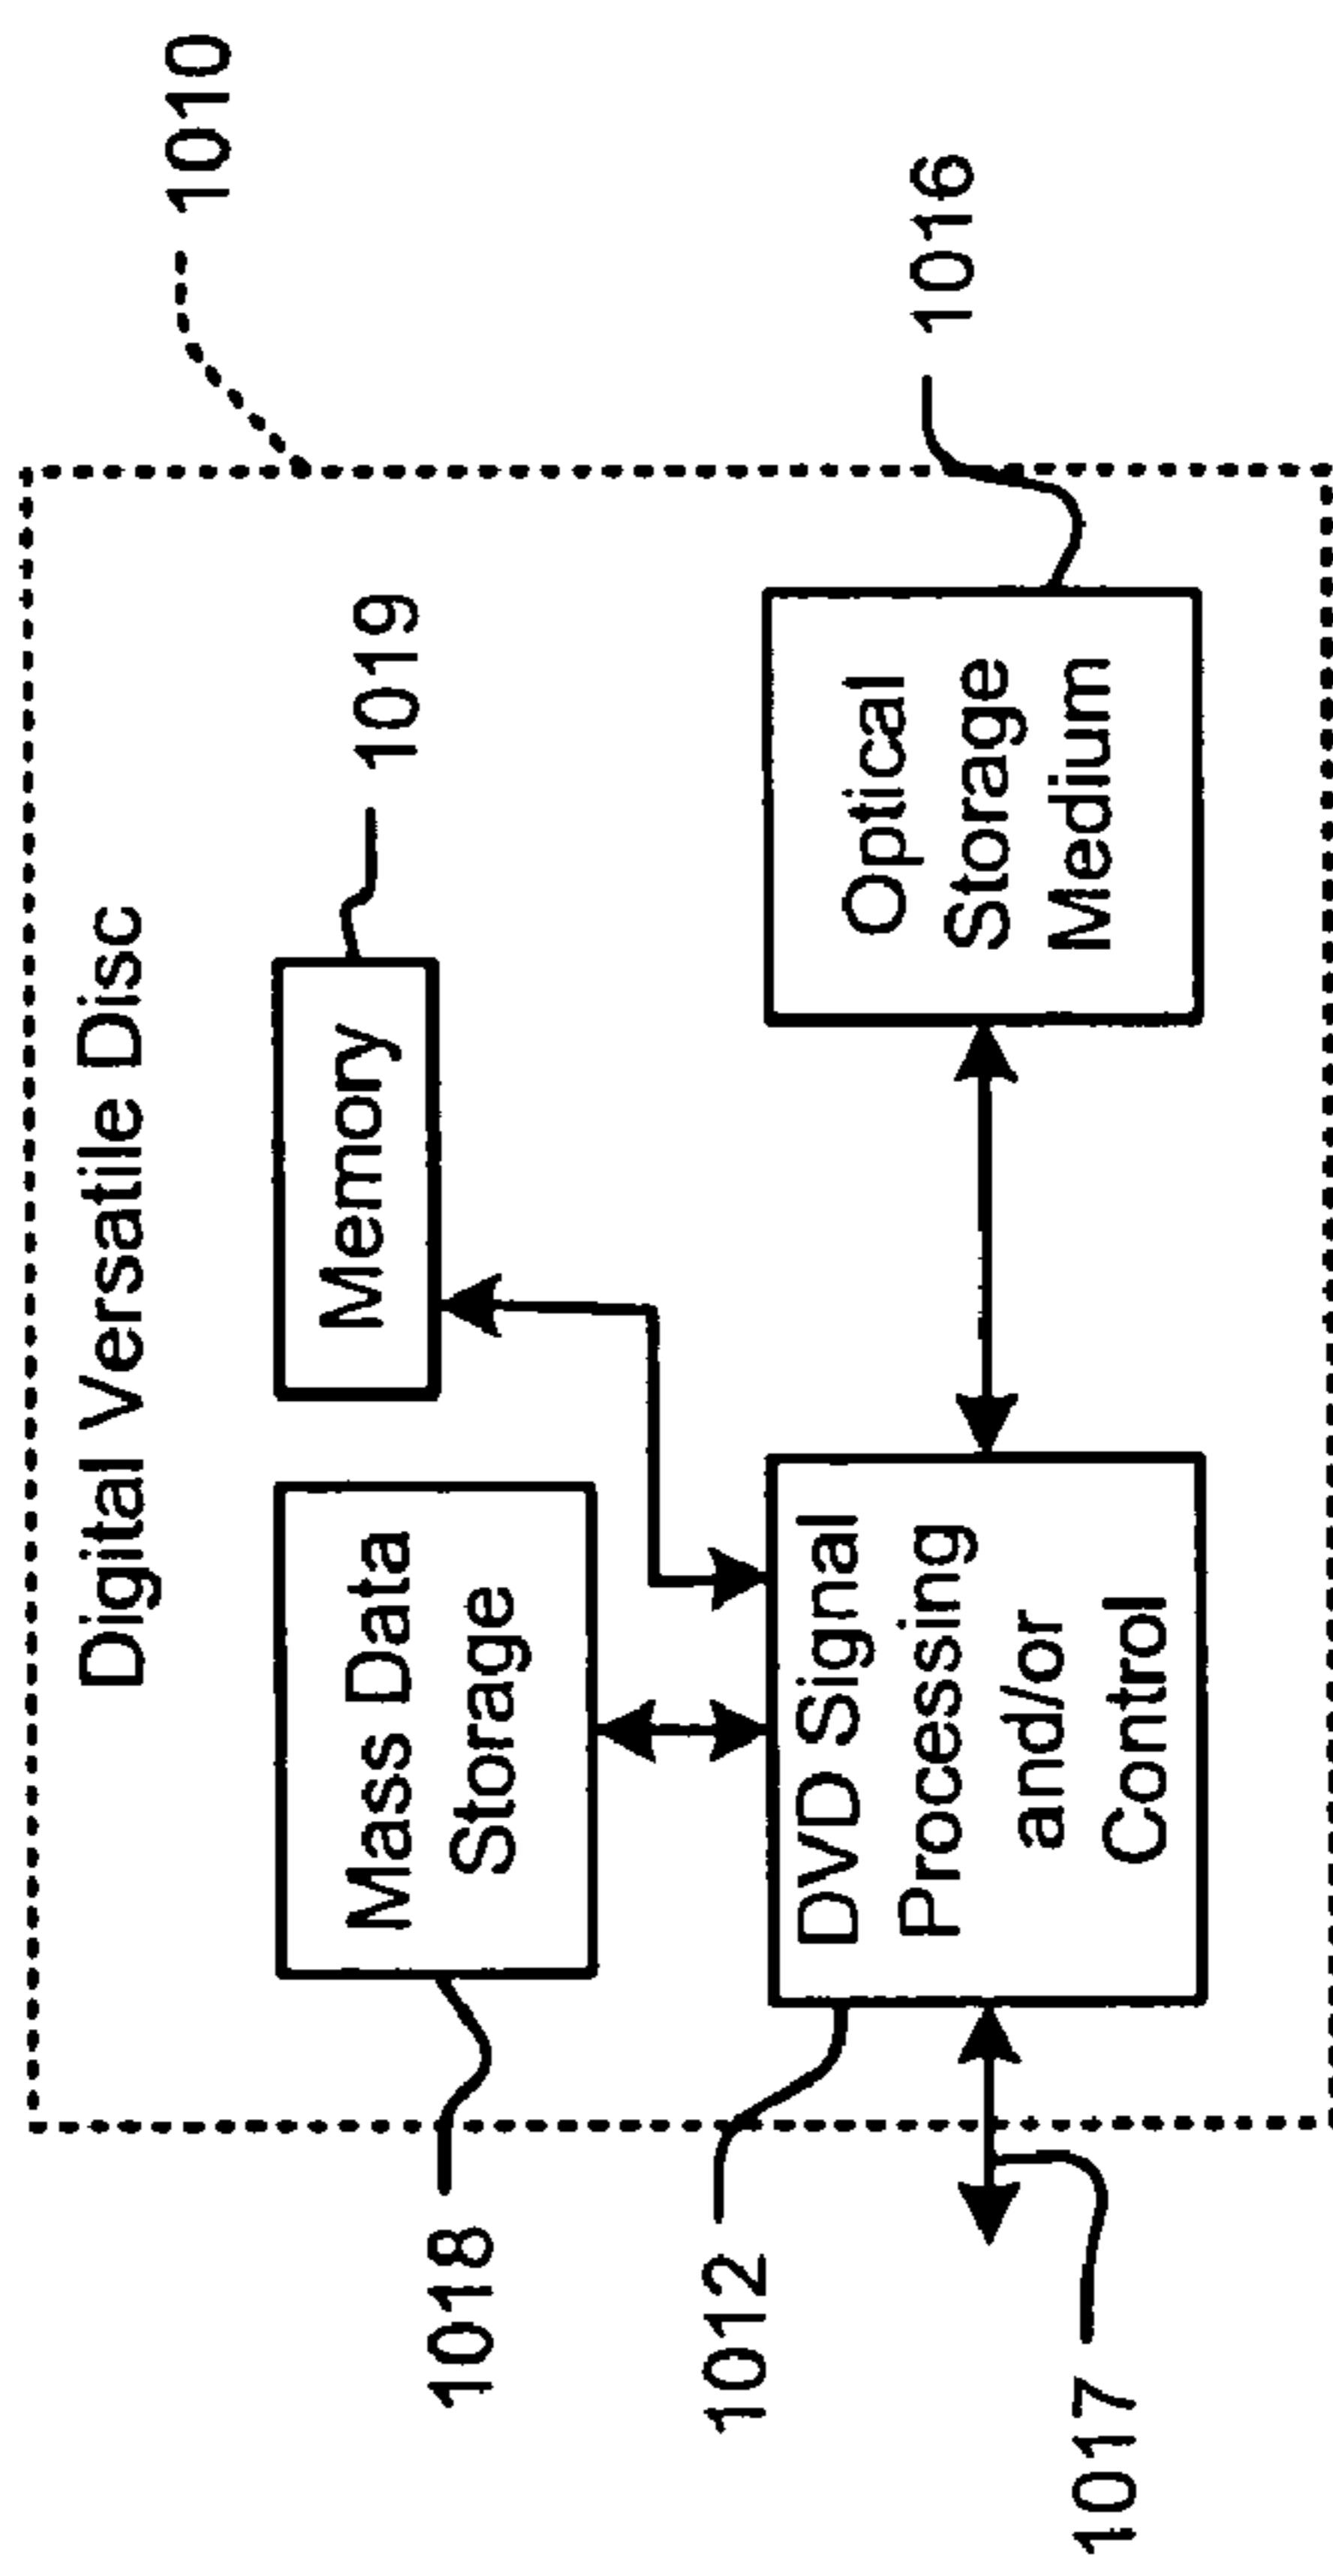 1010
Digital Versatile Disc
1018
Mass Data
Storage
Memory
1019
1012
DVD Signal
Processing
and/or
Control
Optical
Storage
Medium
1016
1017